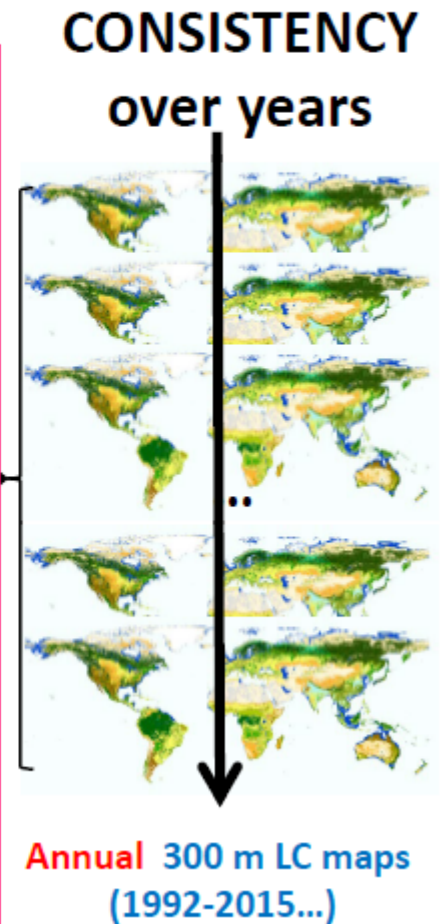 CONSISTENCY
over years
..
Annual 300 m LC maps
(1992-2015...)